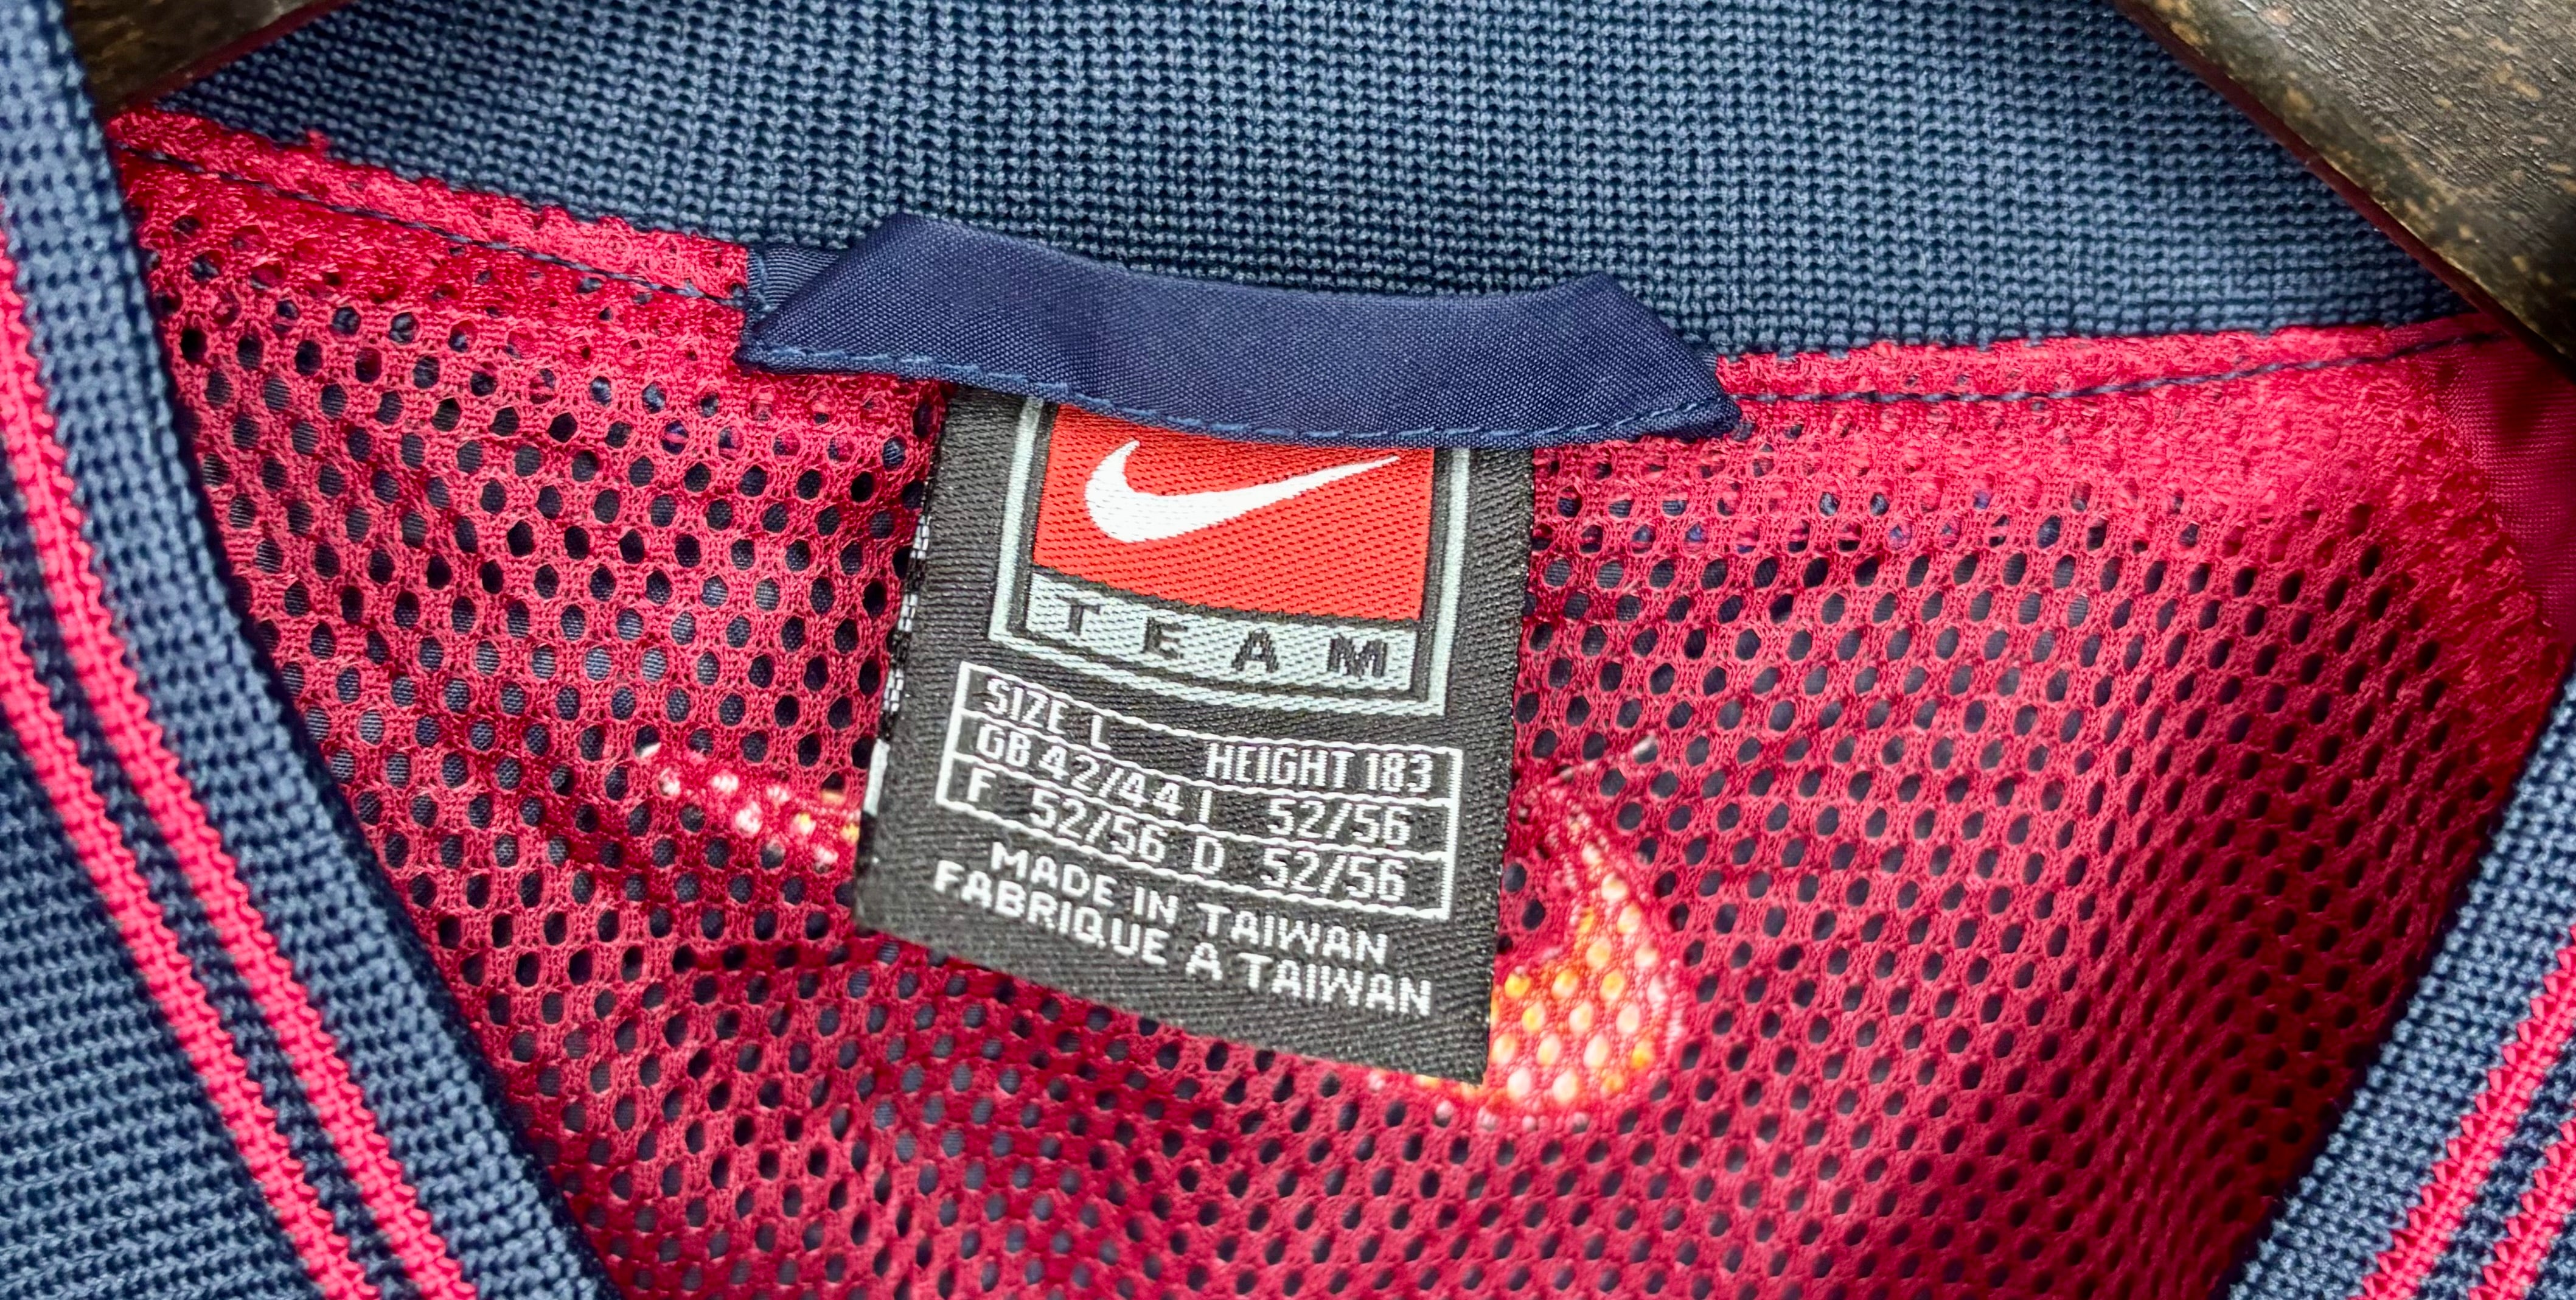 TEAM
SIZE L HEIGHT 183
GB 42/44 I 52/56
F 52/56 D 52/56
MADE IN TAIWAN
FABRIQUE A TAIWAN